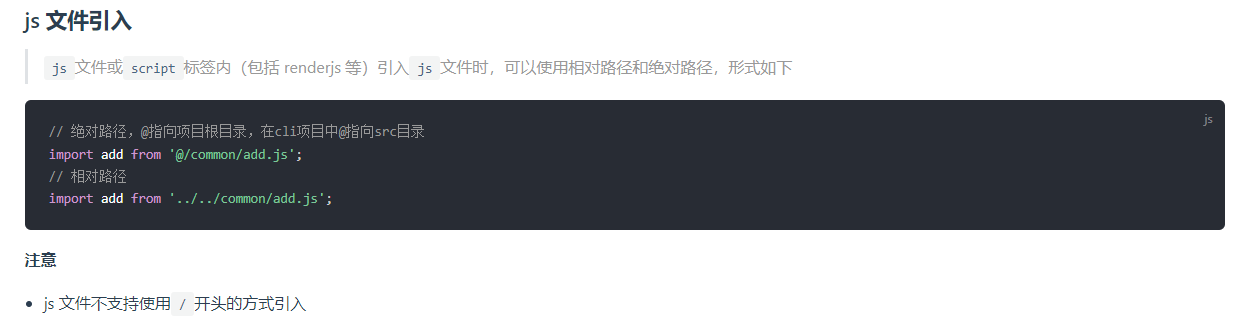 js 文件引入
js 文件或 script 标签内（包括 renderjs 等）引入 js 文件时，可以使用相对路径和绝对路径，形式如下
js
// 绝对路径，@指向项目根目录，在cli项目中@指向src目录
import add from '@/common/add.js';
// 相对路径
import add from '../../common/add.js';
注意
• js 文件不支持使用 / 开头的方式引入